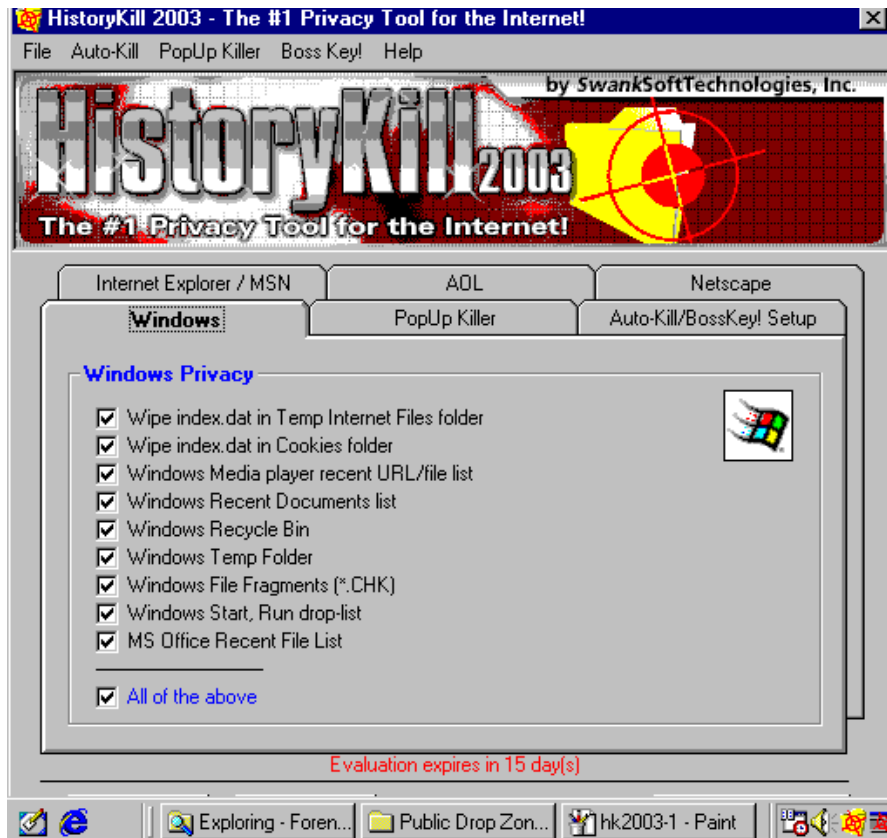 HistoryKill 2003 - The #1 Privacy Tool for the Internet!
File Auto-Kill PopUp Killer Boss Key! Help
by SwankSoftTechnologies, Inc.
HistoryKill 2003
The #1 Privacy Tool for the Internet!
Internet Explorer / MSN AOL Netscape
Windows PopUp Killer Auto-Kill/BossKey! Setup
Windows Privacy
Wipe index.dat in Temp Internet Files folder
Wipe index.dat in Cookies folder
Windows Media player recent URL/file list
Windows Recent Documents list
Windows Recycle Bin
Windows Temp Folder
Windows File Fragments (*.CHK)
Windows Start, Run drop-list
MS Office Recent File List
All of the above
Evaluation expires in 15 day(s)
Exploring - Foren... Public Drop Zon... hk2003-1 - Paint